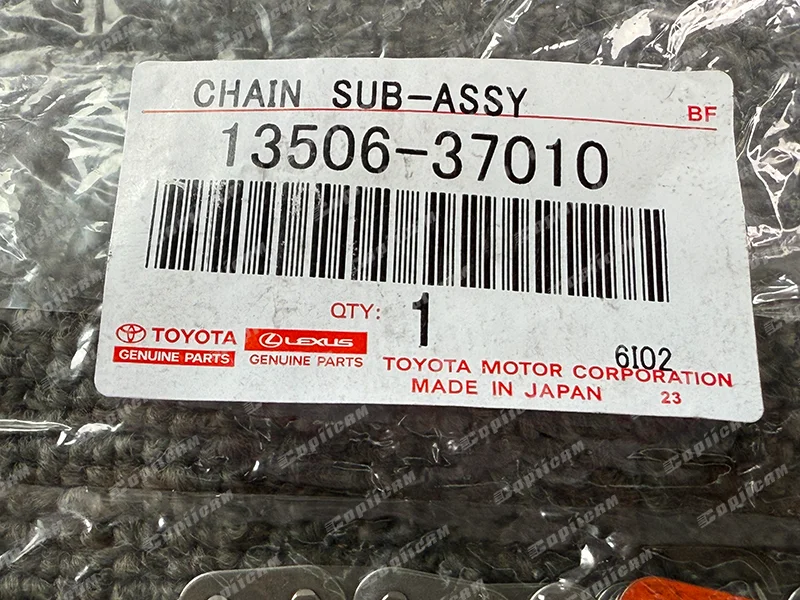 CHAIN SUB-ASSY
BF
13506-37010
QTY: 1
TOYOTA
GENUINE PARTS
LEXUS
GENUINE PARTS
6I02
TOYOTA MOTOR CORPORATION
MADE IN JAPAN
23
CopiiCAM